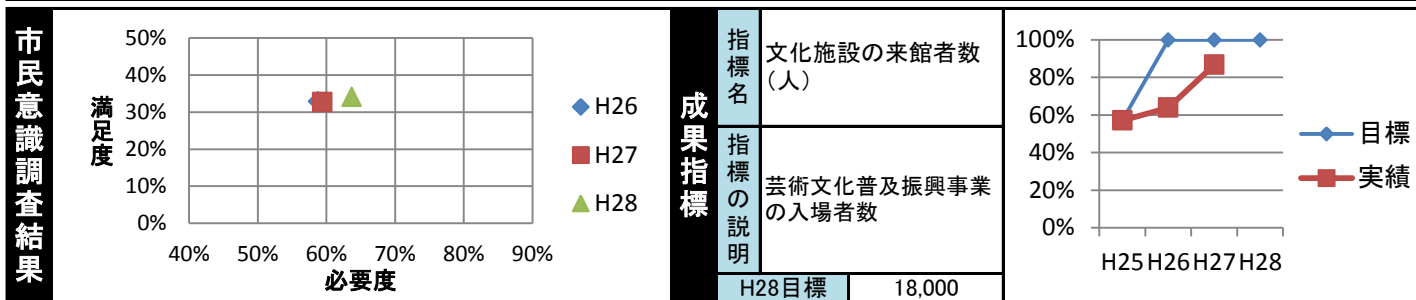 市民意識調査結果
満足度
50%
40%
30%
20%
10%
0%
40% 50% 60% 70% 80% 90%
必要度
H26
H27
H28
成果指標
指標名
文化施設の来館者数
（人）
指標の説明
芸術文化普及振興事業
の入場者数
H28目標
18,000
100%
80%
60%
40%
20%
0%
H25 H26 H27 H28
目標
実績